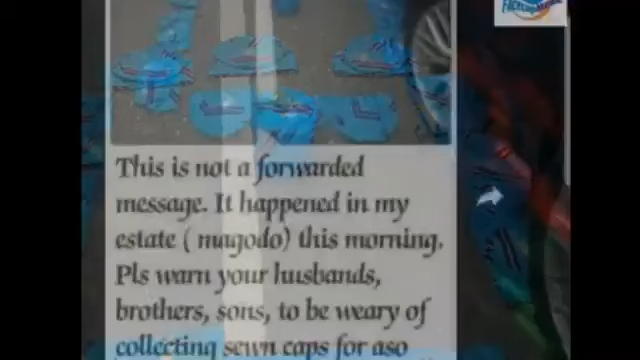 This is not a forwarded
message. It happened in my
estate ( magodo) this morning.
Pls warn your husbands,
brothers, sons, to be weary of
collecting sewn caps for aso